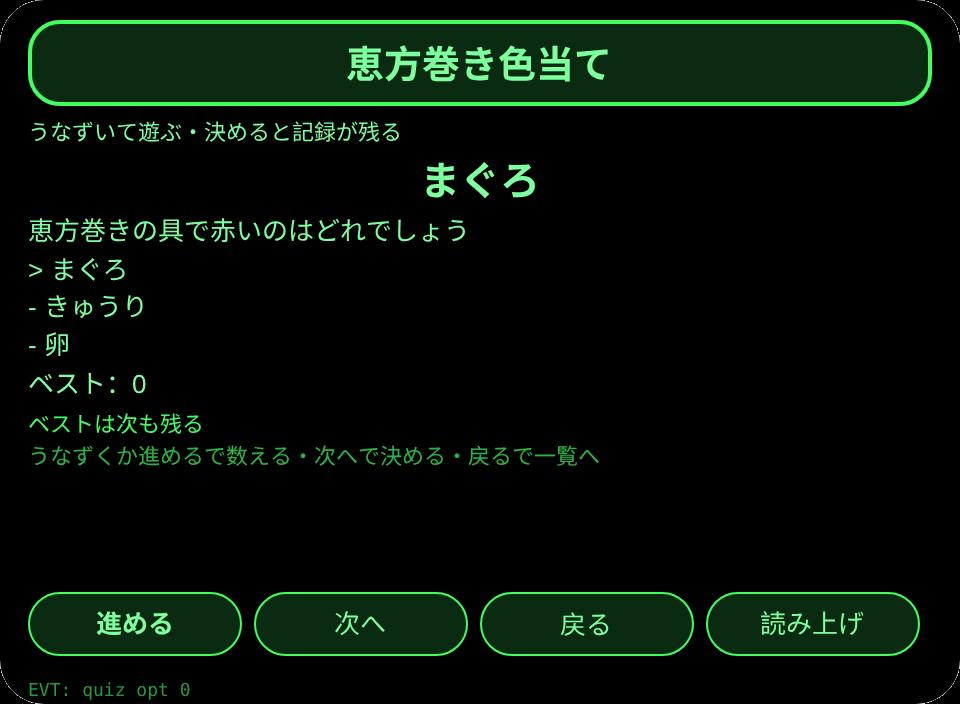 恵方巻き色当て
うなずいて遊ぶ・決めると記録が残る
まぐろ
恵方巻きの具で赤いのはどれでしょう
> まぐろ
- きゅうり
- 卵
ベスト: 0
ベストは次も残る
うなずくか進めるで数える・次へで決める・戻るで一覧へ
進める 次へ 戻る 読み上げ
EVT: quiz opt 0